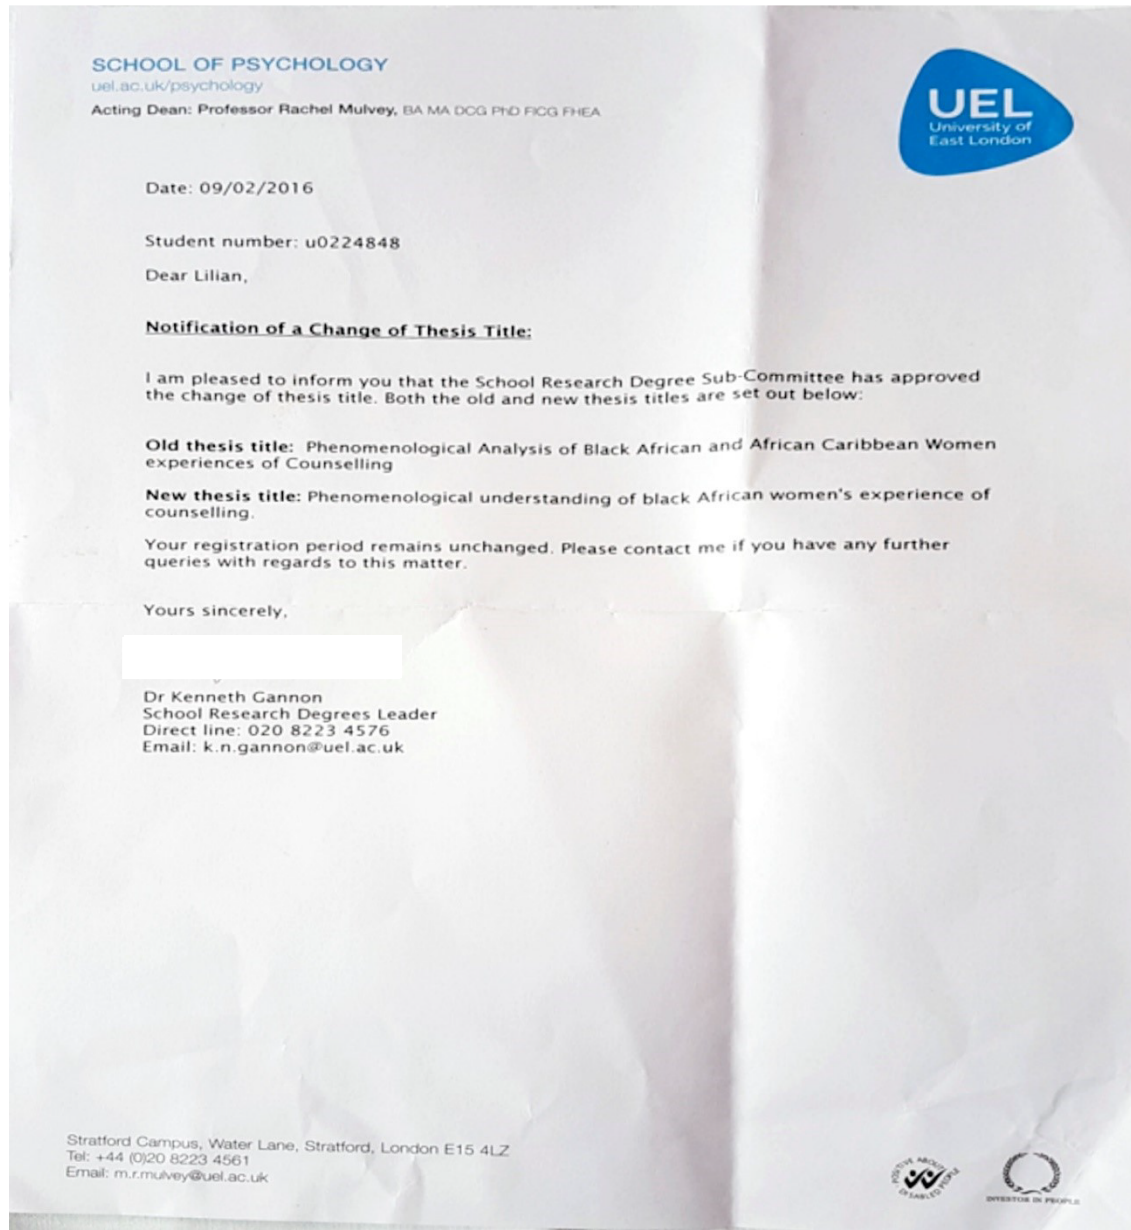 SCHOOL OF PSYCHOLOGY
uel.ac.uk/psychology
Acting Dean: Professor Rachel Mulvey, BA MA DCG PhD FICG FHEA
UEL
University of
East London
Date: 09/02/2016
Student number: u0224848
Dear Lilian,
Notification of a Change of Thesis Title:
I am pleased to inform you that the School Research Degree Sub-Committee has approved
the change of thesis title. Both the old and new thesis titles are set out below:
Old thesis title: Phenomenological Analysis of Black African and African Caribbean Women
experiences of Counselling
New thesis title: Phenomenological understanding of black African women's experience of
counselling.
Your registration period remains unchanged. Please contact me if you have any further
queries with regards to this matter.
Yours sincerely,
Dr Kenneth Gannon
School Research Degrees Leader
Direct line: 020 8223 4576
Email: k.n.gannon@uel.ac.uk
Stratford Campus, Water Lane, Stratford, London E15 4LZ
Tel: +44 (0)20 8223 4561
Email: m.r.mulvey@uel.ac.uk
POSITIVE ABOUT
DISABLED PEOPLE
INVESTOR IN PEOPLE